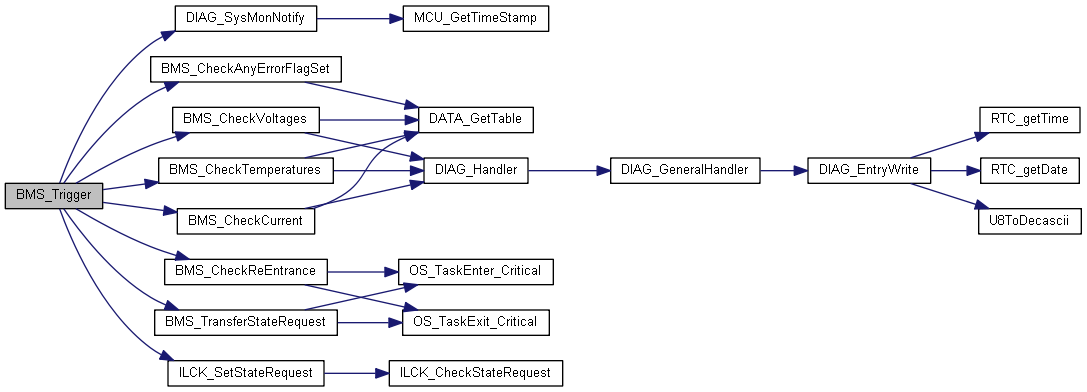 DIAG_SysMonNotify
MCU_GetTimeStamp
BMS_CheckAnyErrorFlagSet
BMS_CheckVoltages
DATA_GetTable
RTC_getTime
BMS_CheckTemperatures
DIAG_Handler
DIAG_GeneralHandler
DIAG_EntryWrite
RTC_getDate
BMS_Trigger
BMS_CheckCurrent
U8ToDecascii
BMS_CheckReEntrance
OS_TaskEnter_Critical
BMS_TransferStateRequest
OS_TaskExit_Critical
ILCK_SetStateRequest
ILCK_CheckStateRequest